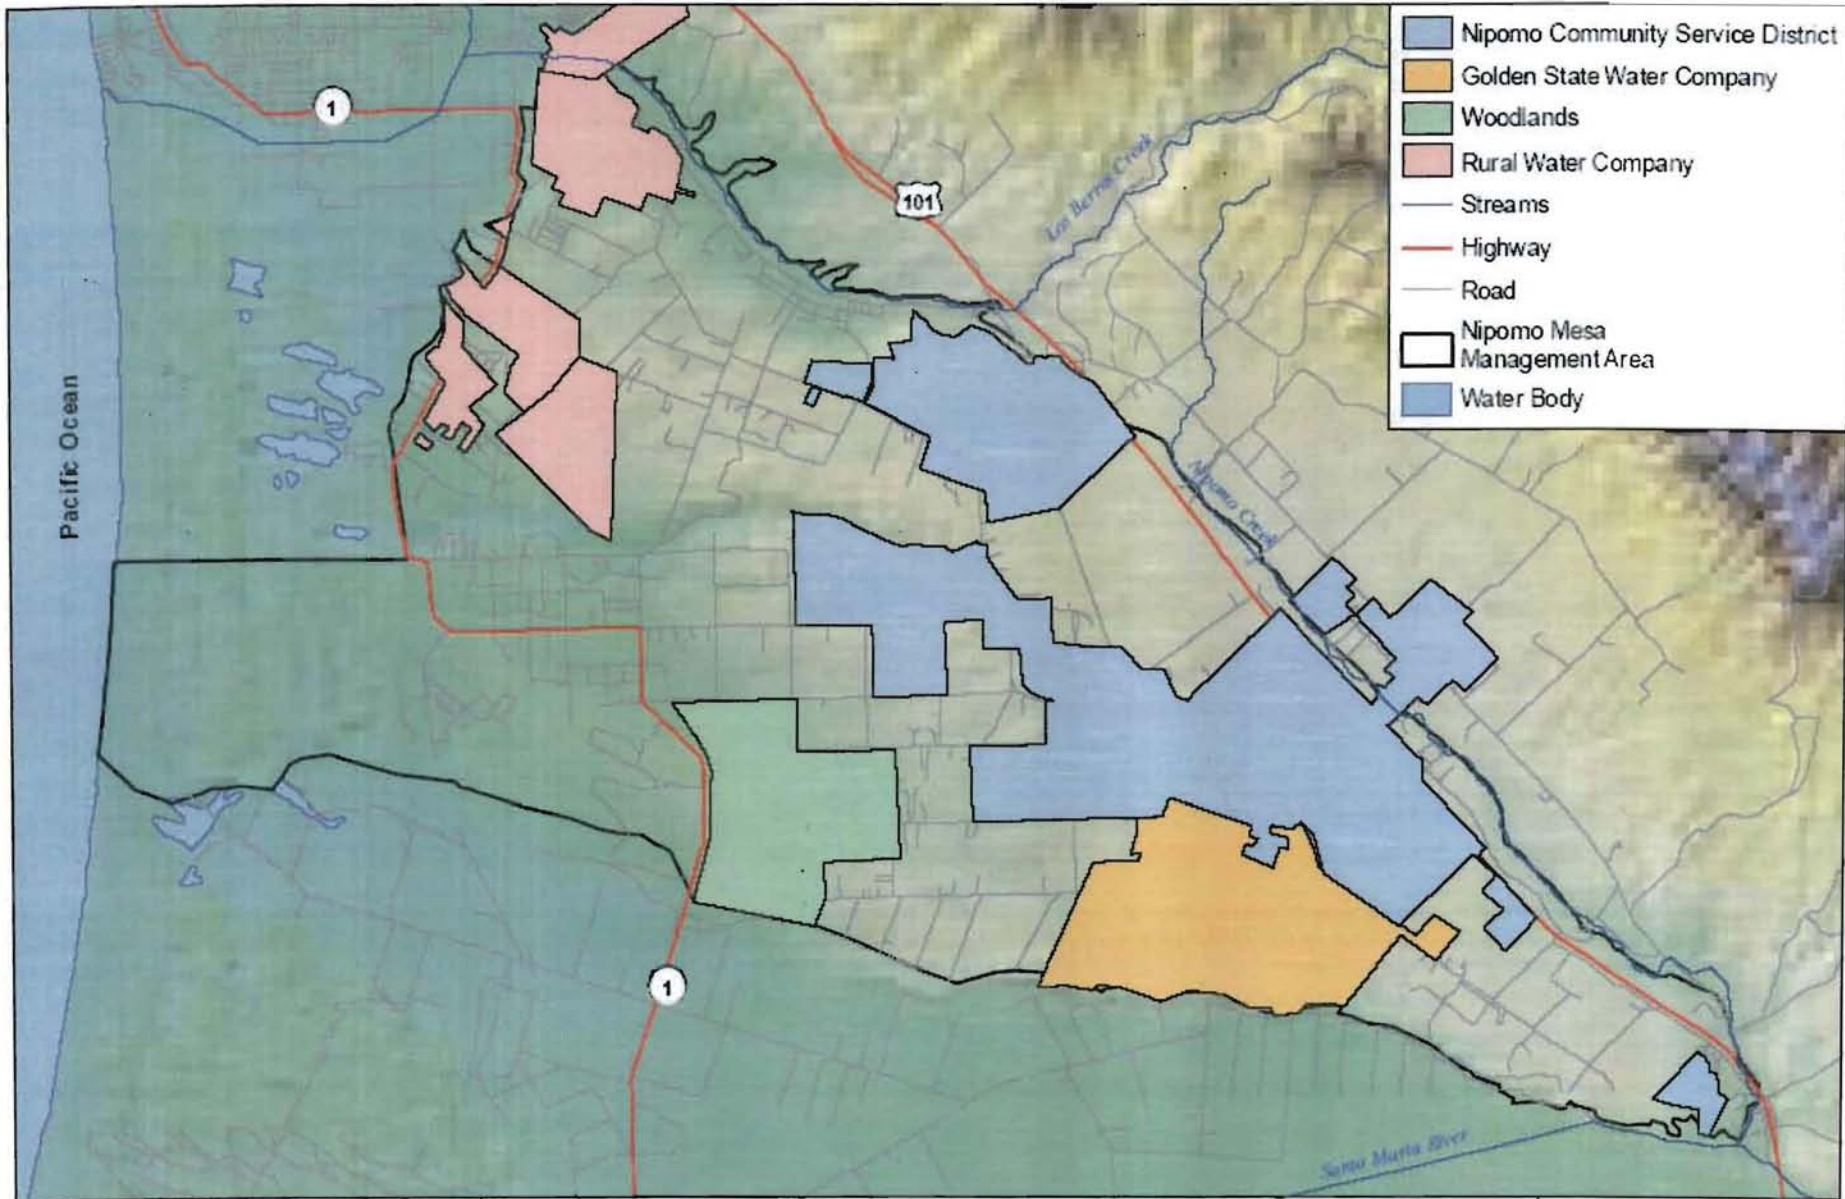 Nipomo Community Service District
Golden State Water Company
Woodlands
Rural Water Company
Streams
Highway
Road
Nipomo Mesa
Management Area
Water Body
1
101
Los Berros Creek
Pacific Ocean
Nipomo Creek
1
Santa Maria River